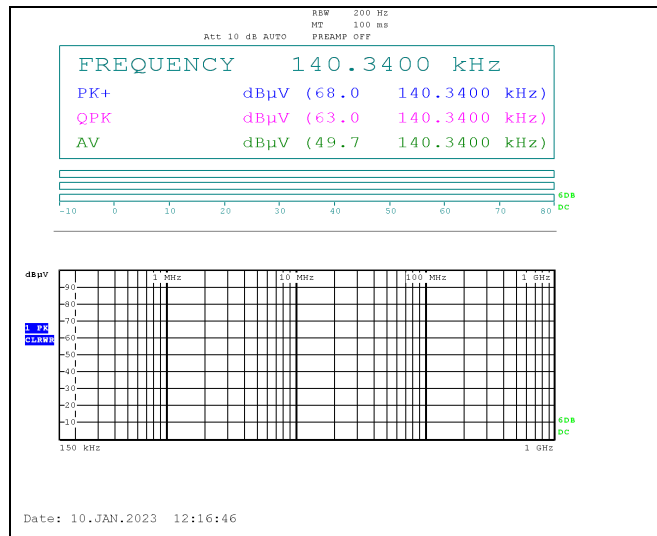 RBW 200 Hz
MT 100 ms
Att 10 dB AUTO PREAMP OFF
FREQUENCY 140.3400 kHz
PK+ dBµV (68.0 140.3400 kHz)
QPK dBµV (63.0 140.3400 kHz)
AV dBµV (49.7 140.3400 kHz)
6DB
DC
-10 0 10 20 30 40 50 60 70 80
dBµV
1 MHz 10 MHz 100 MHz 1 GHz
90
80
70
1 PK
CLRWR
60
50
40
30
20
10
6DB
DC
150 kHz 1 GHz
Date: 10.JAN.2023 12:16:46